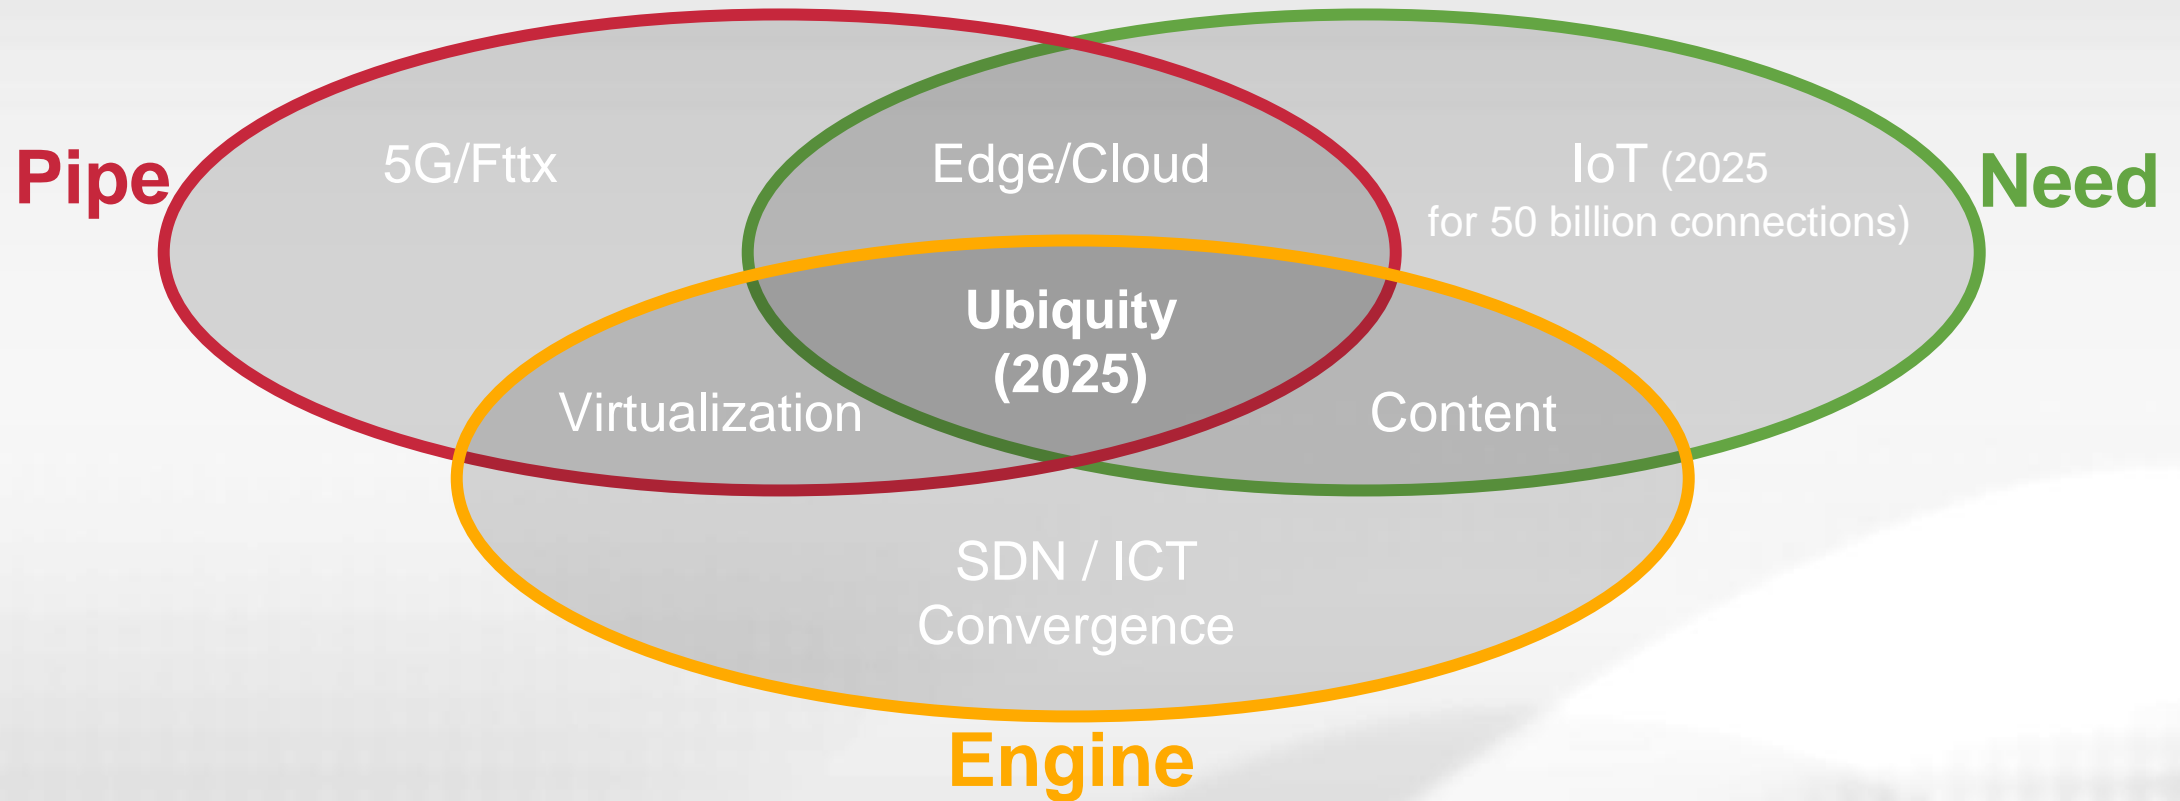 Pipe
5G/Fttx
Edge/Cloud
IoT (2025
for 50 billion connections)
Need
Ubiquity
(2025)
Virtualization
Content
SDN / ICT
Convergence
Engine